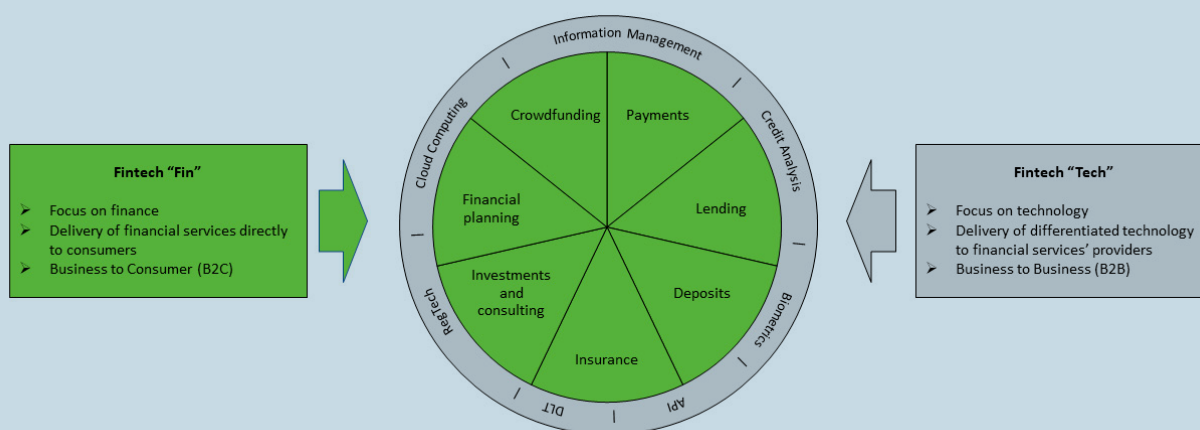 Information Management
Cloud Computing
Credit Analysis
Crowdfunding
Payments
Fintech “Fin”
➢ Focus on finance
➢ Delivery of financial services directly
to consumers
➢ Business to Consumer (B2C)
Financial
planning
Lending
Fintech “Tech”
➢ Focus on technology
➢ Delivery of differentiated technology
to financial services’ providers
➢ Business to Business (B2B)
Investments
and
consulting
Deposits
RegTech
Biometrics
Insurance
DLT
API